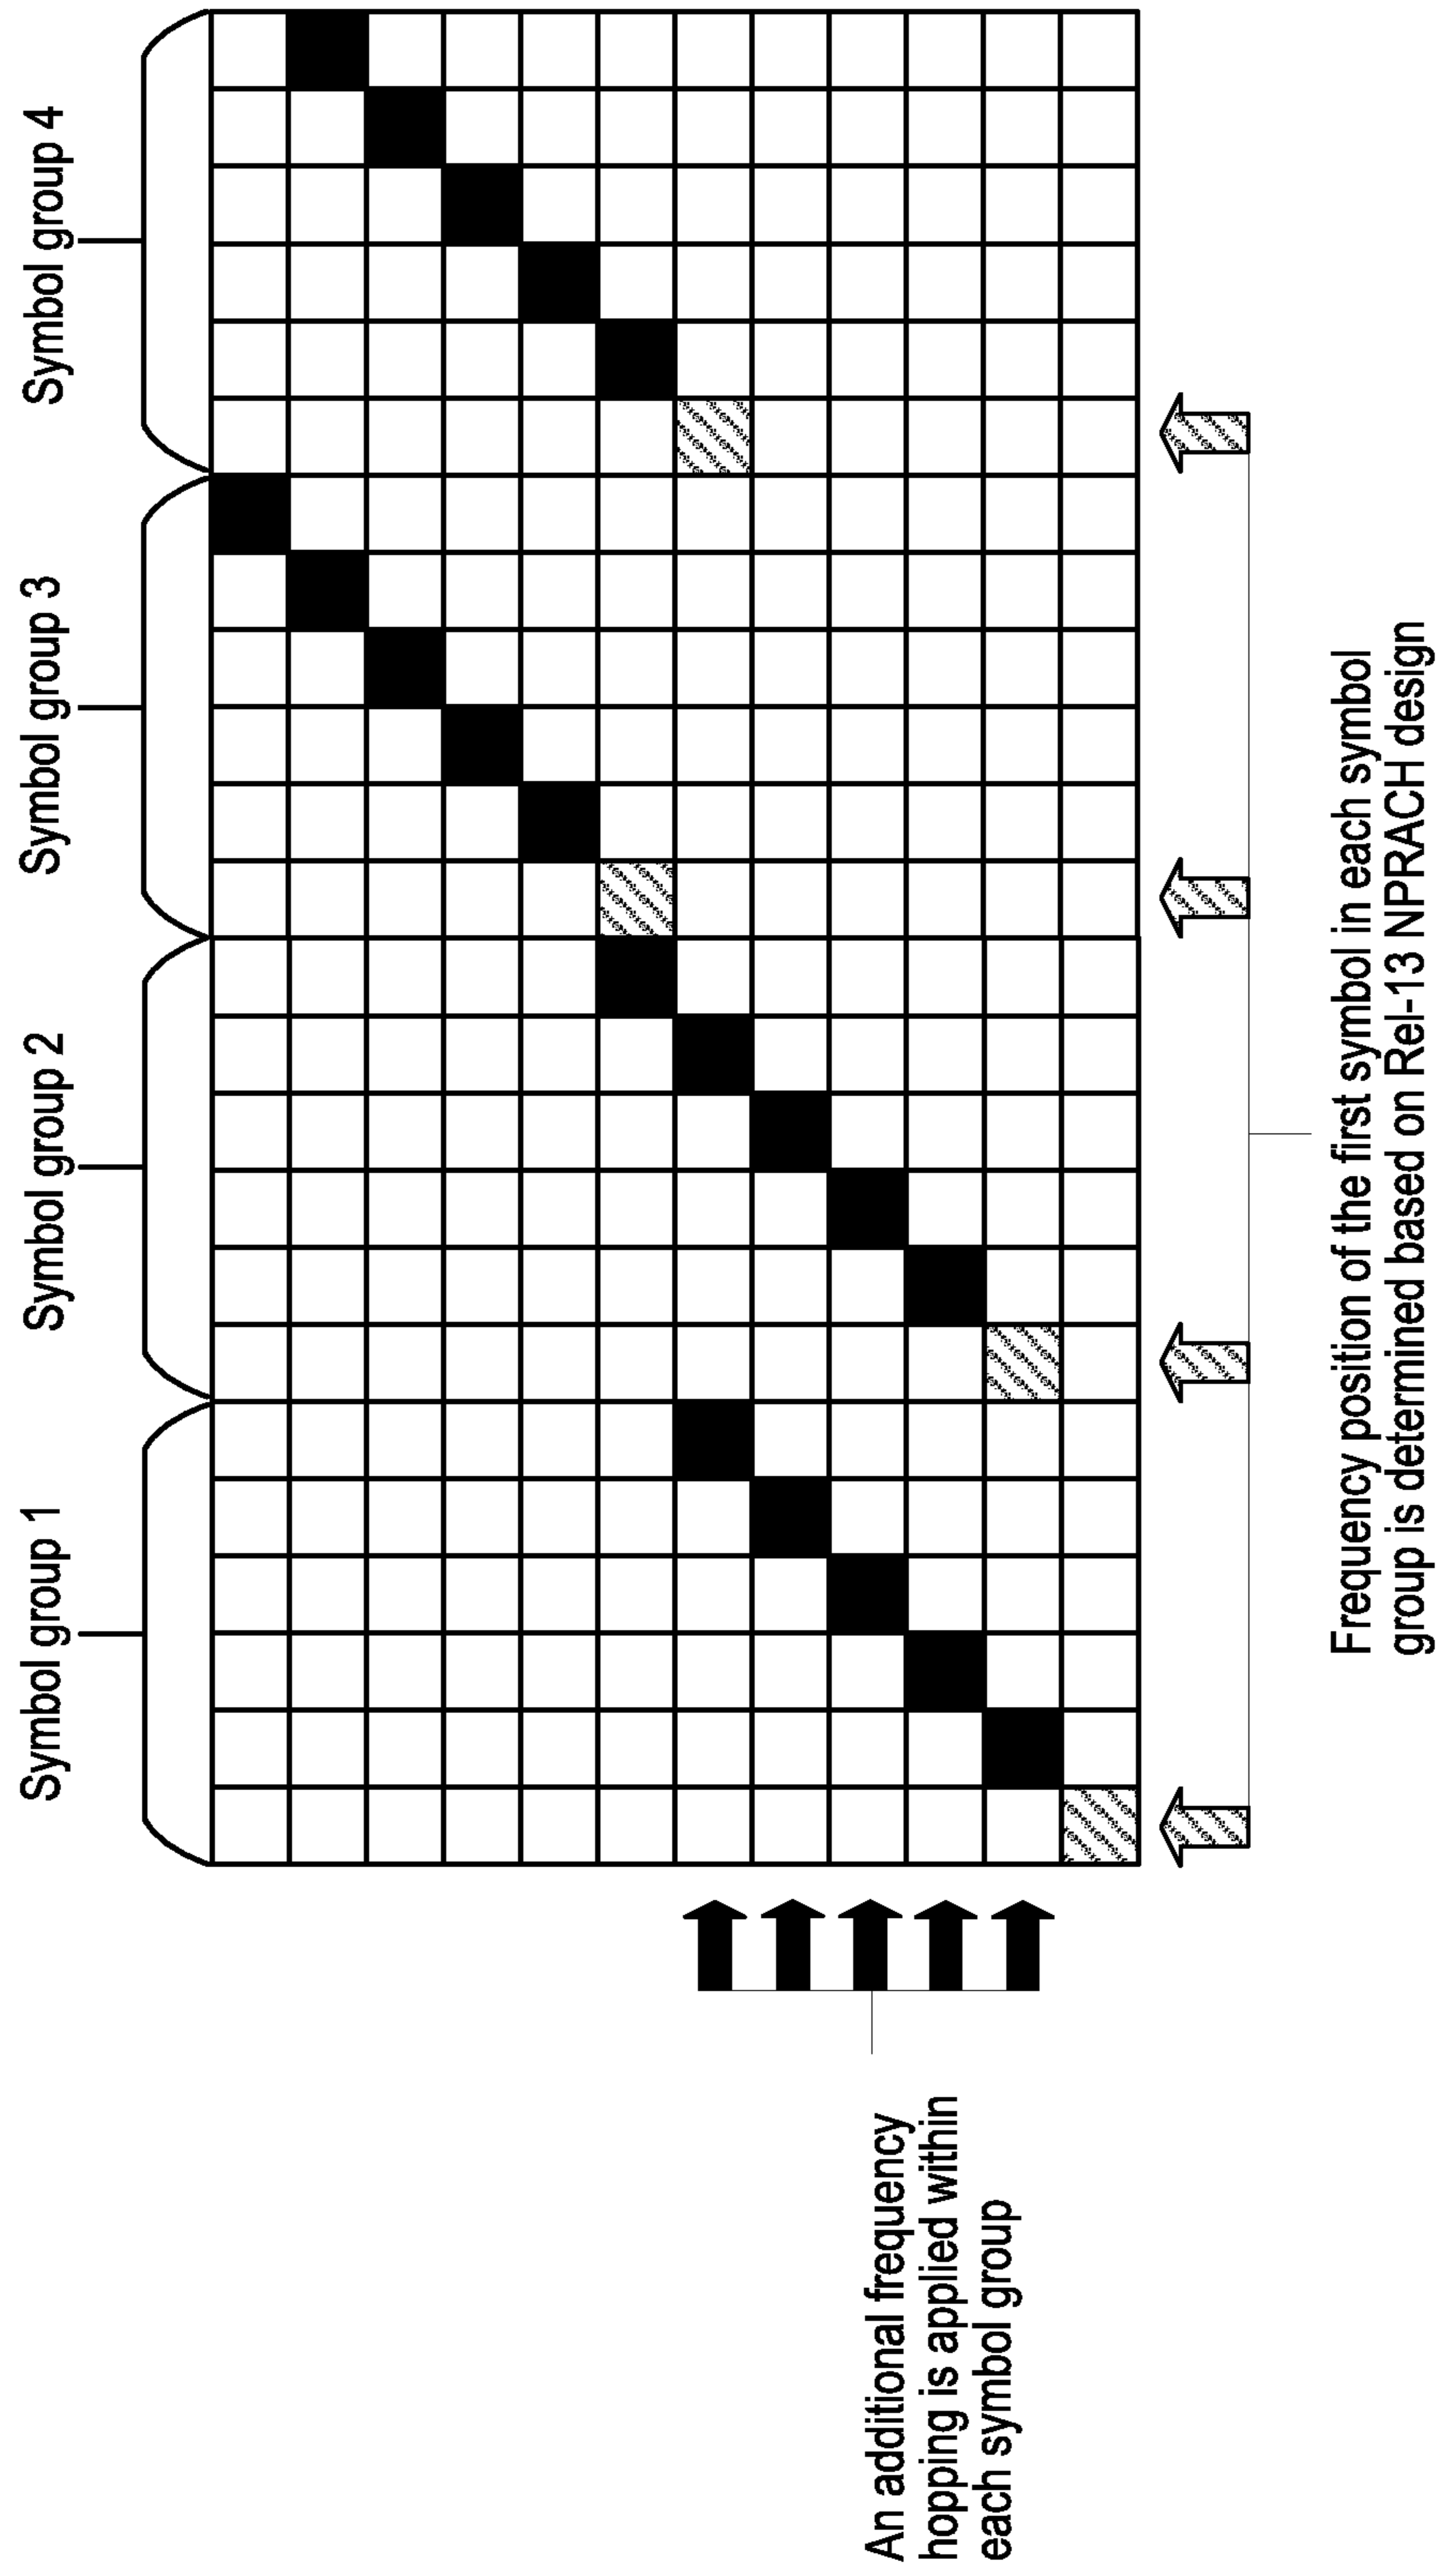 Symbol group 1
Symbol group 2
Symbol group 3
Symbol group 4
An additional frequency
hopping is applied within
each symbol group
Frequency position of the first symbol in each symbol
group is determined based on Rel-13 NPRACH design